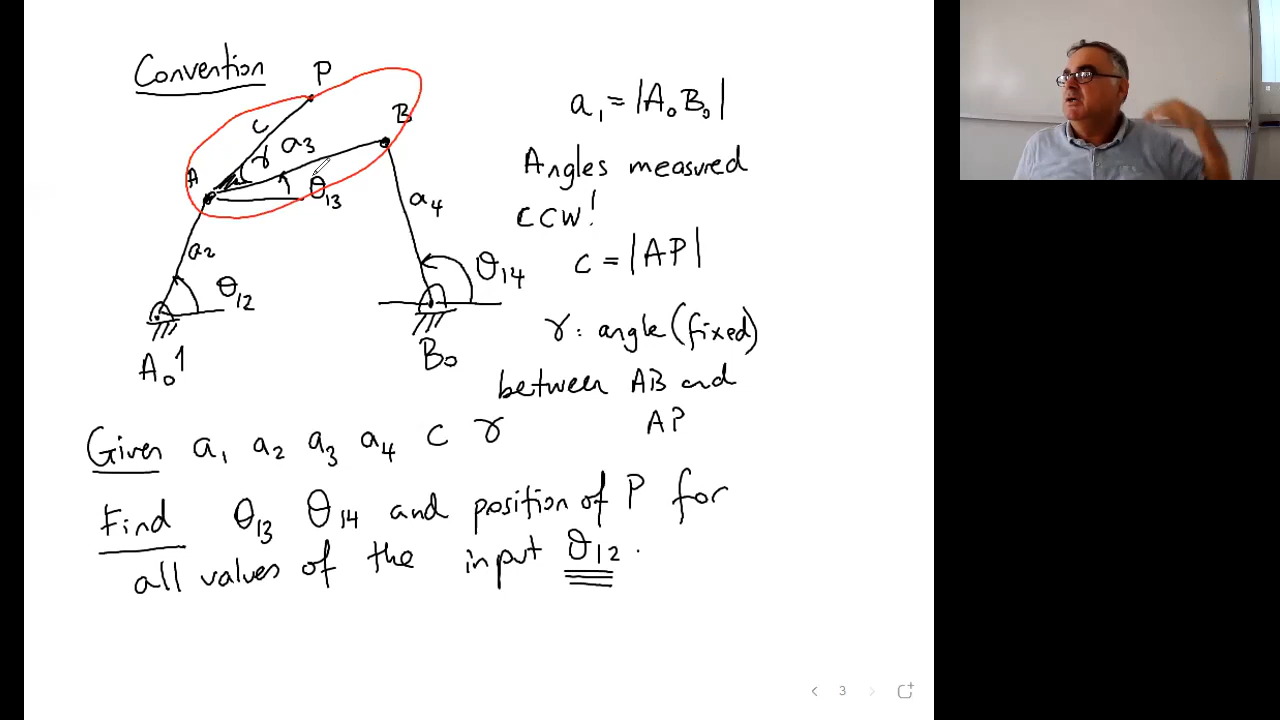 Convention
P
B
c
a₃
γ
A
θ₁₃
a₂
a₄
θ₁₂
θ₁₄
A₀ 1
B₀
a₁ = |A₀ B₀|
Angles measured
CCW!
c = |AP|
γ: angle (fixed)
between AB and
AP
Given a₁ a₂ a₃ a₄ c γ
Find θ₁₃ θ₁₄ and position of P for
all values of the input θ₁₂.
3